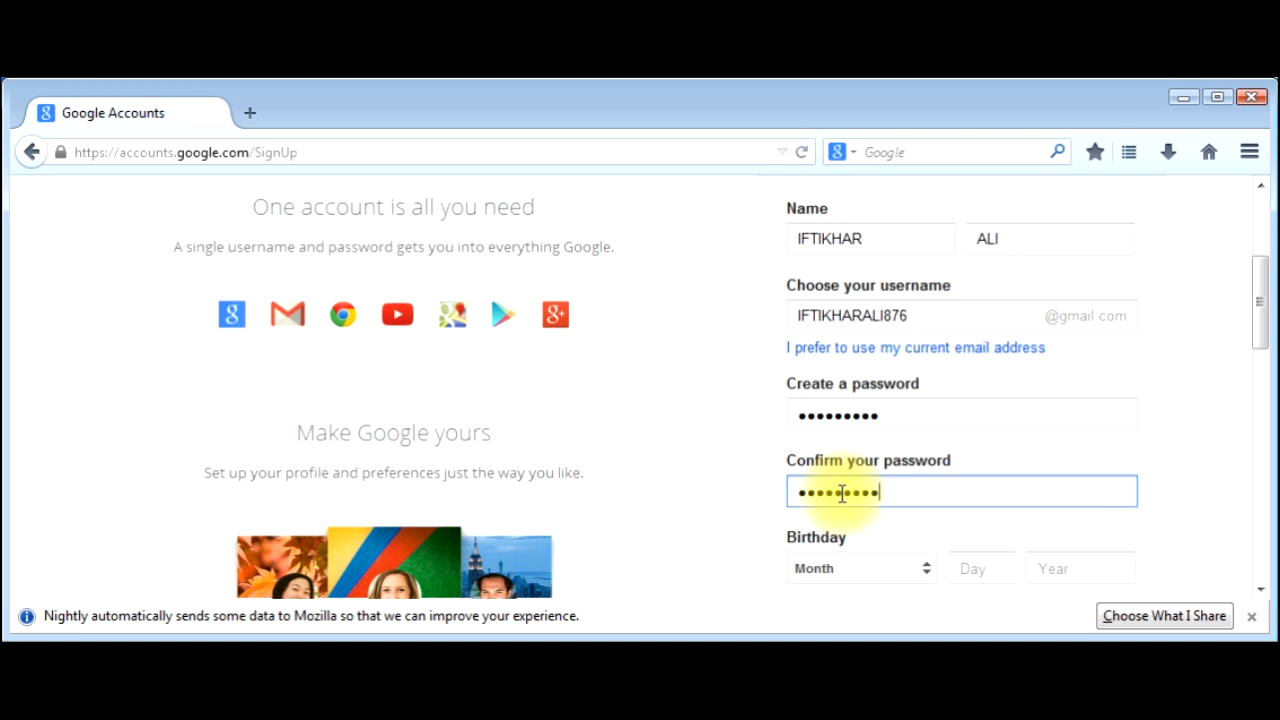 Google Accounts
https://accounts.google.com/SignUp
Google
One account is all you need
A single username and password gets you into everything Google.
Make Google yours
Set up your profile and preferences just the way you like.
Name
IFTIKHAR ALI
Choose your username
IFTIKHARALI876 @gmail com
I prefer to use my current email address
Create a password
•••••••••
Confirm your password
•••••••••
Birthday
Month Day Year
Nightly automatically sends some data to Mozilla so that we can improve your experience.
Choose What I Share